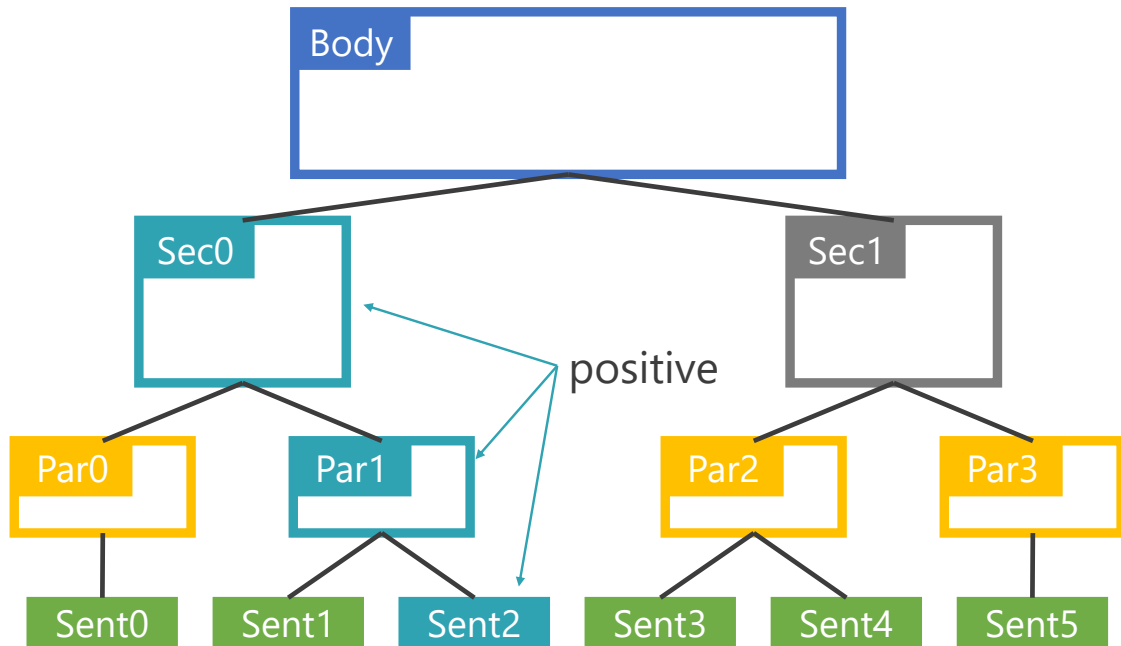 Body
Sec0
Sec1
positive
Par0
Par1
Par2
Par3
Sent0
Sent1
Sent2
Sent3
Sent4
Sent5